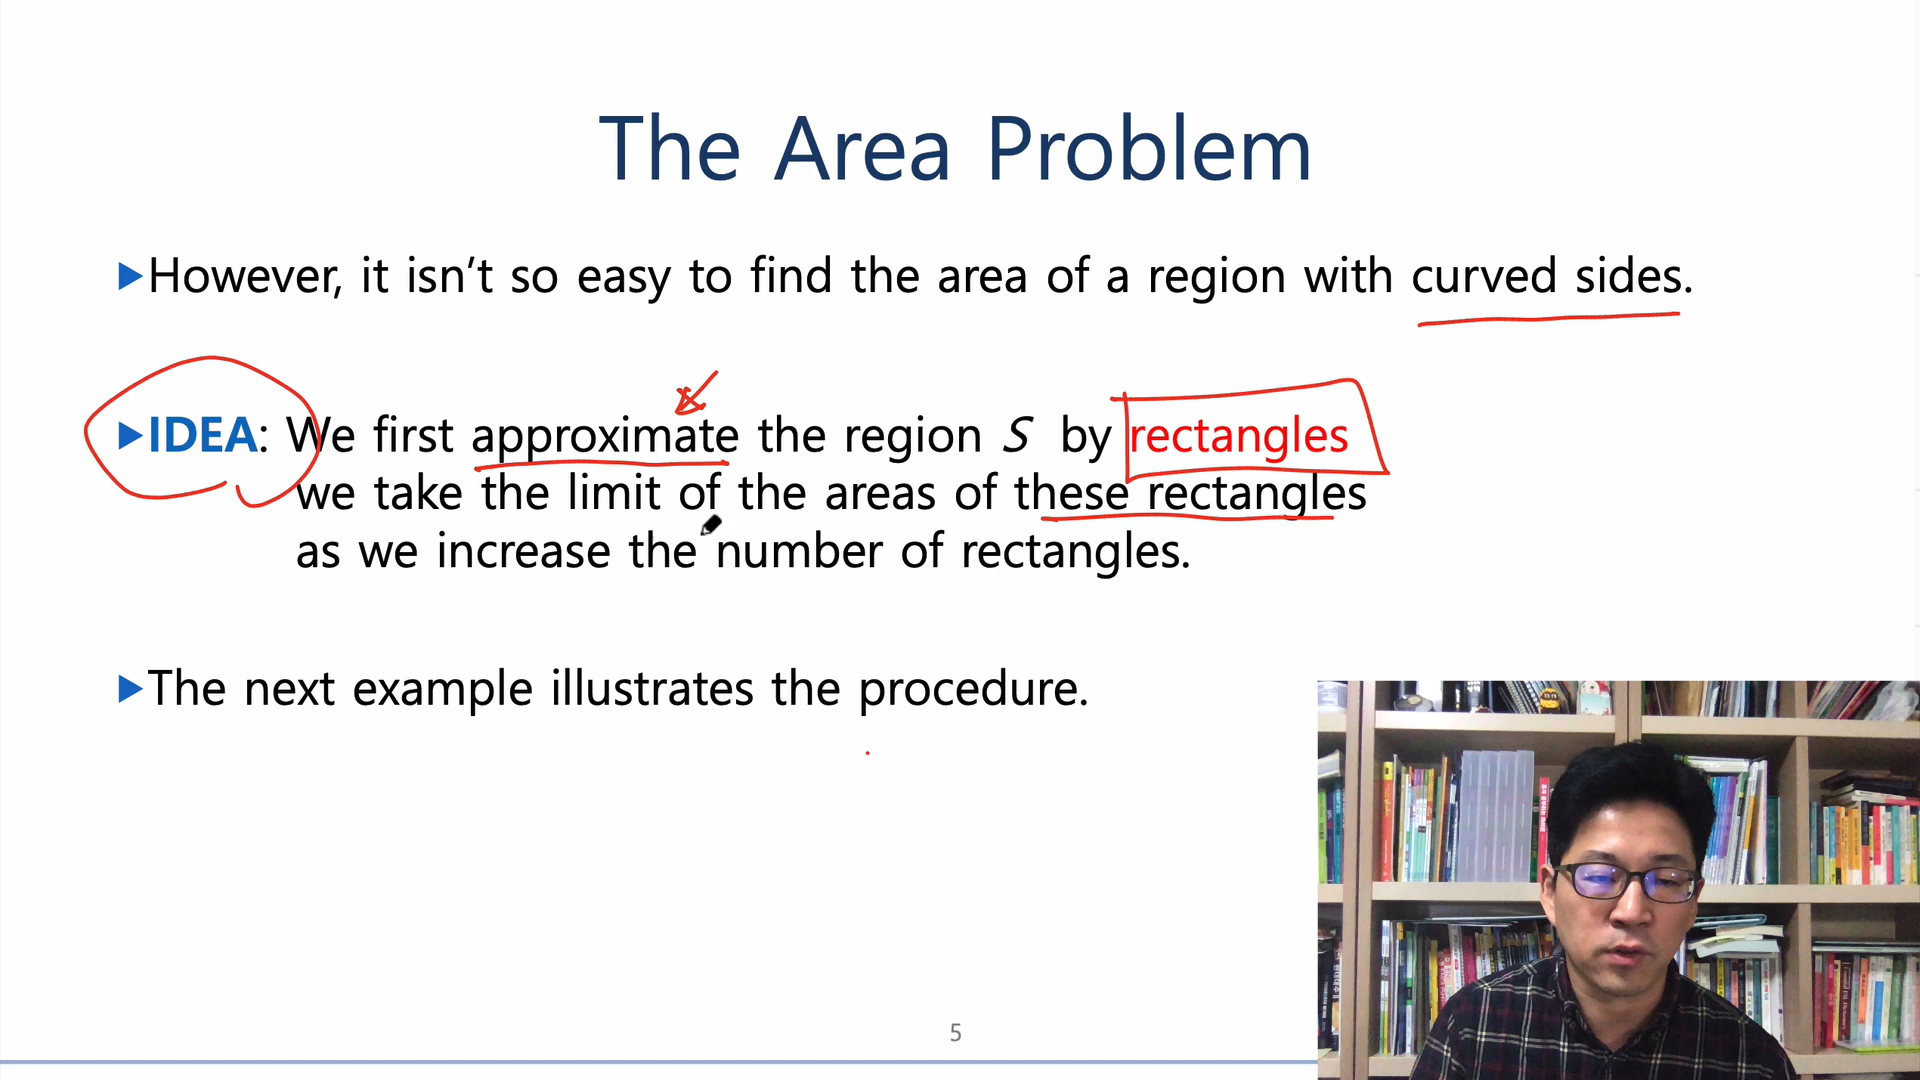 The Area Problem
However, it isn't so easy to find the area of a region with curved sides.
IDEA: We first approximate the region S by rectangles
we take the limit of the areas of these rectangles
as we increase the number of rectangles.
The next example illustrates the procedure.
5